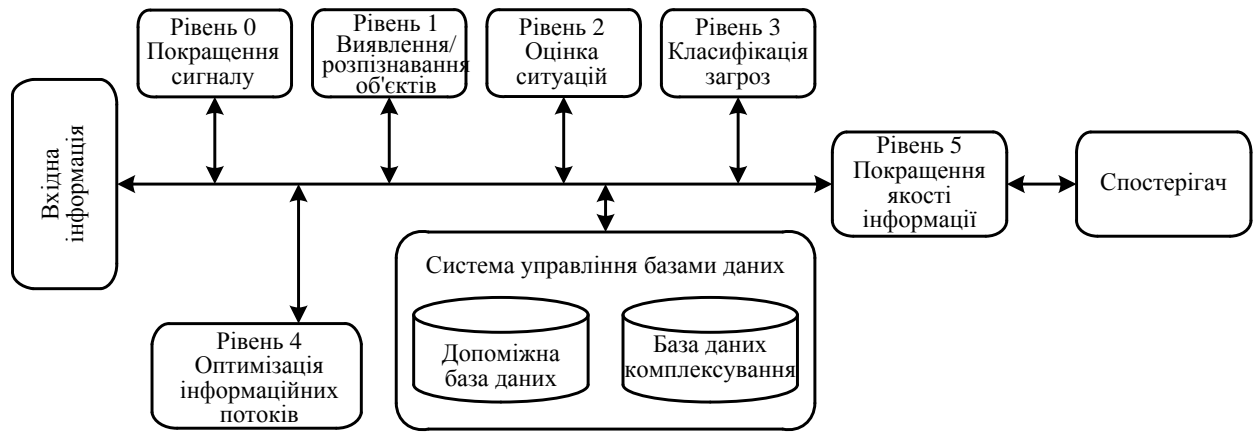 Рівень 0
Покращення
сигналу
Рівень 1
Виявлення/
розпізнавання
об'єктів
Рівень 2
Оцінка
ситуацій
Рівень 3
Класифікація
загроз
Вхідна
інформація
Рівень 5
Покращення
якості
інформації
Спостерігач
Рівень 4
Оптимізація
інформаційних
потоків
Система управління базами даних
Допоміжна
база даних
База даних
комплексування